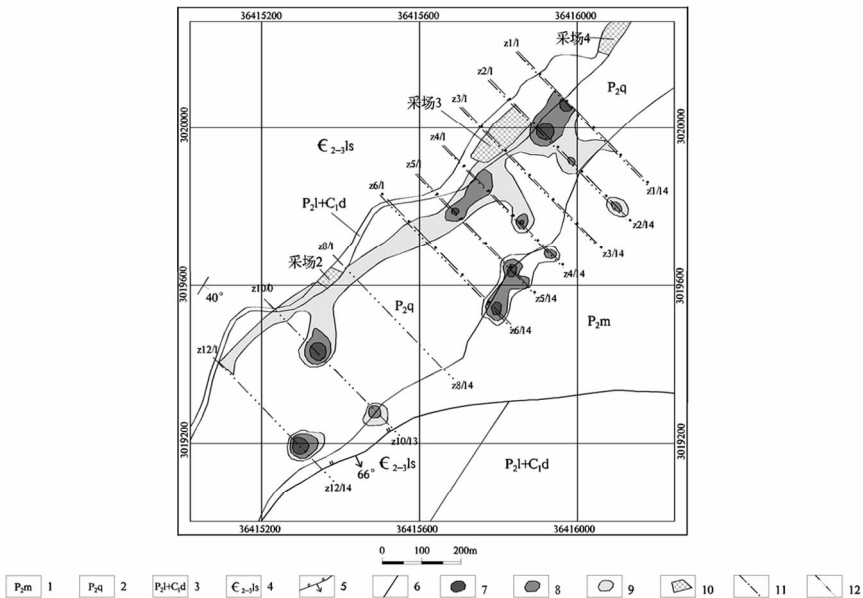 36415200 36415600 36416000
采场4
z1/1
P₂q
z2/1
采场3
z3/1
3020000 3020000
z4/1
Є₂₋₃ls
z5/1
z6/1
z1/14
P₂l+C₁d
z2/14
z8/1
z3/14
采场2
z4/14
40°
z10/0
3019600 3019600
z5/14
P₂q
P₂m
z6/14
z12/1
z8/14
3019200 3019200
z10/13
Є₂₋₃ls
P₂l+C₁d
66°
z12/14
36415200 36415600 36416000
0 100 200m
P₂m 1 P₂q 2 P₂l+C₁d 3 Є₂₋₃ls 4 5 6 7 8 9 10 11 12